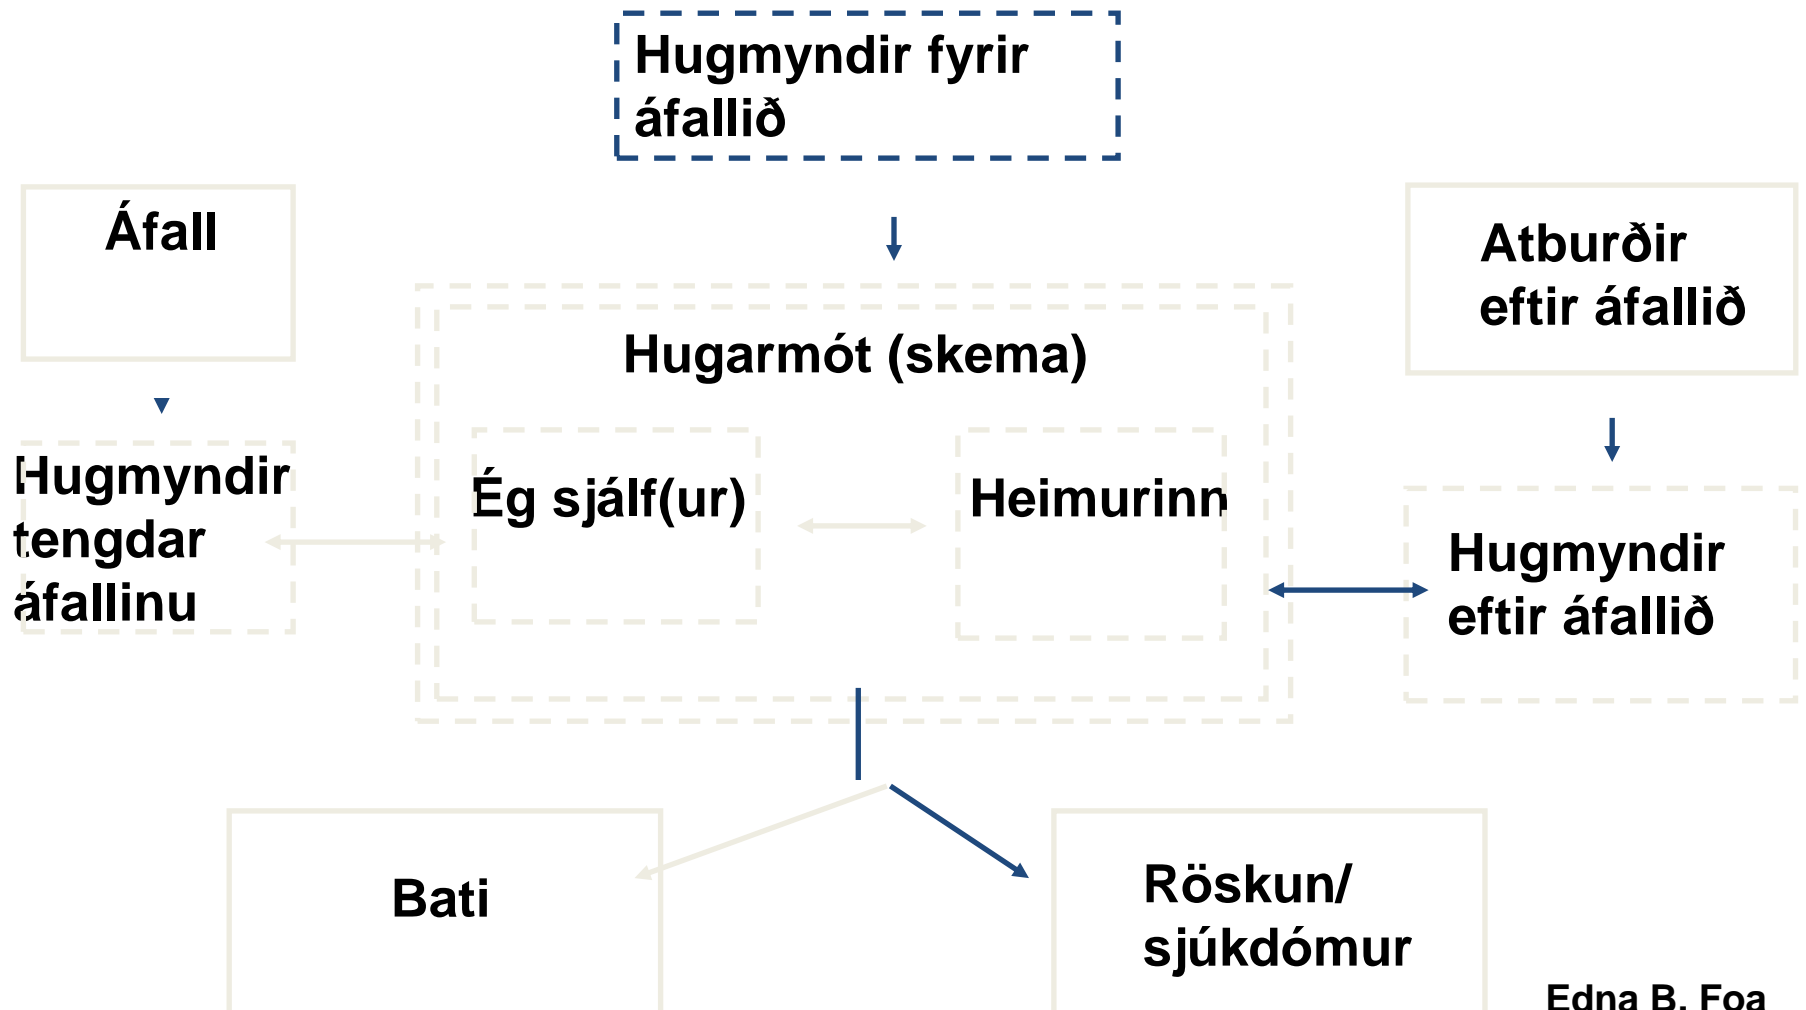 Hugmyndir fyrir
áfallið
Áfall
Atburðir
eftir áfallið
Hugarmót (skema)
Hugmyndir
tengdar
áfallinu
Ég sjálf(ur)
Heimurinn
Hugmyndir
eftir áfallið
Bati
Röskun/
sjúkdómur
Edna B. Foa